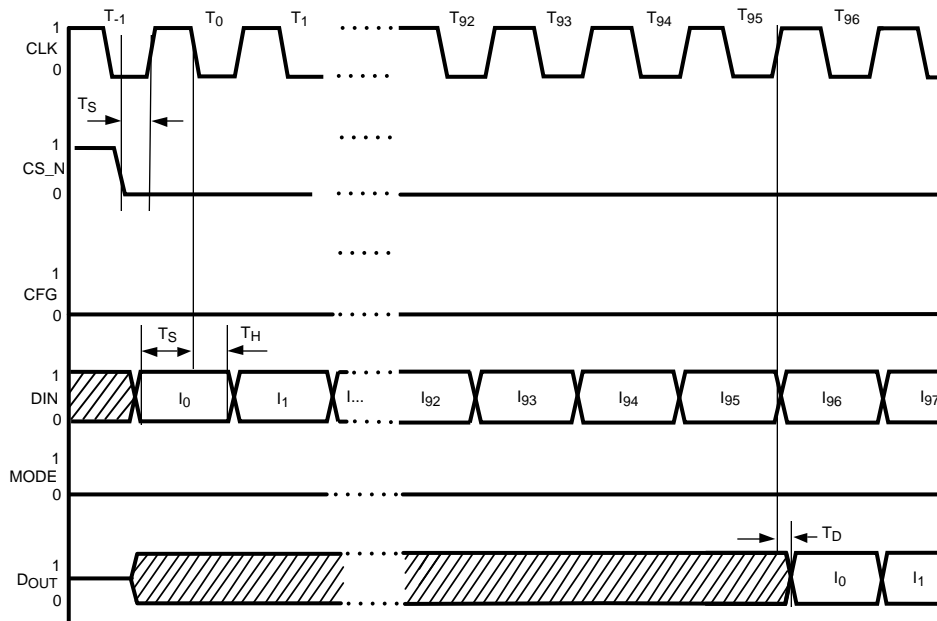 T-1 T0 T1 T92 T93 T94 T95 T96
1
CLK
0
TS
1
CS_N
0
1
CFG
0
TS TH
1
DIN I0 I1 I... I92 I93 I94 I95 I96 I97
0
1
MODE
0
TD
1
DOUT I0 I1
0